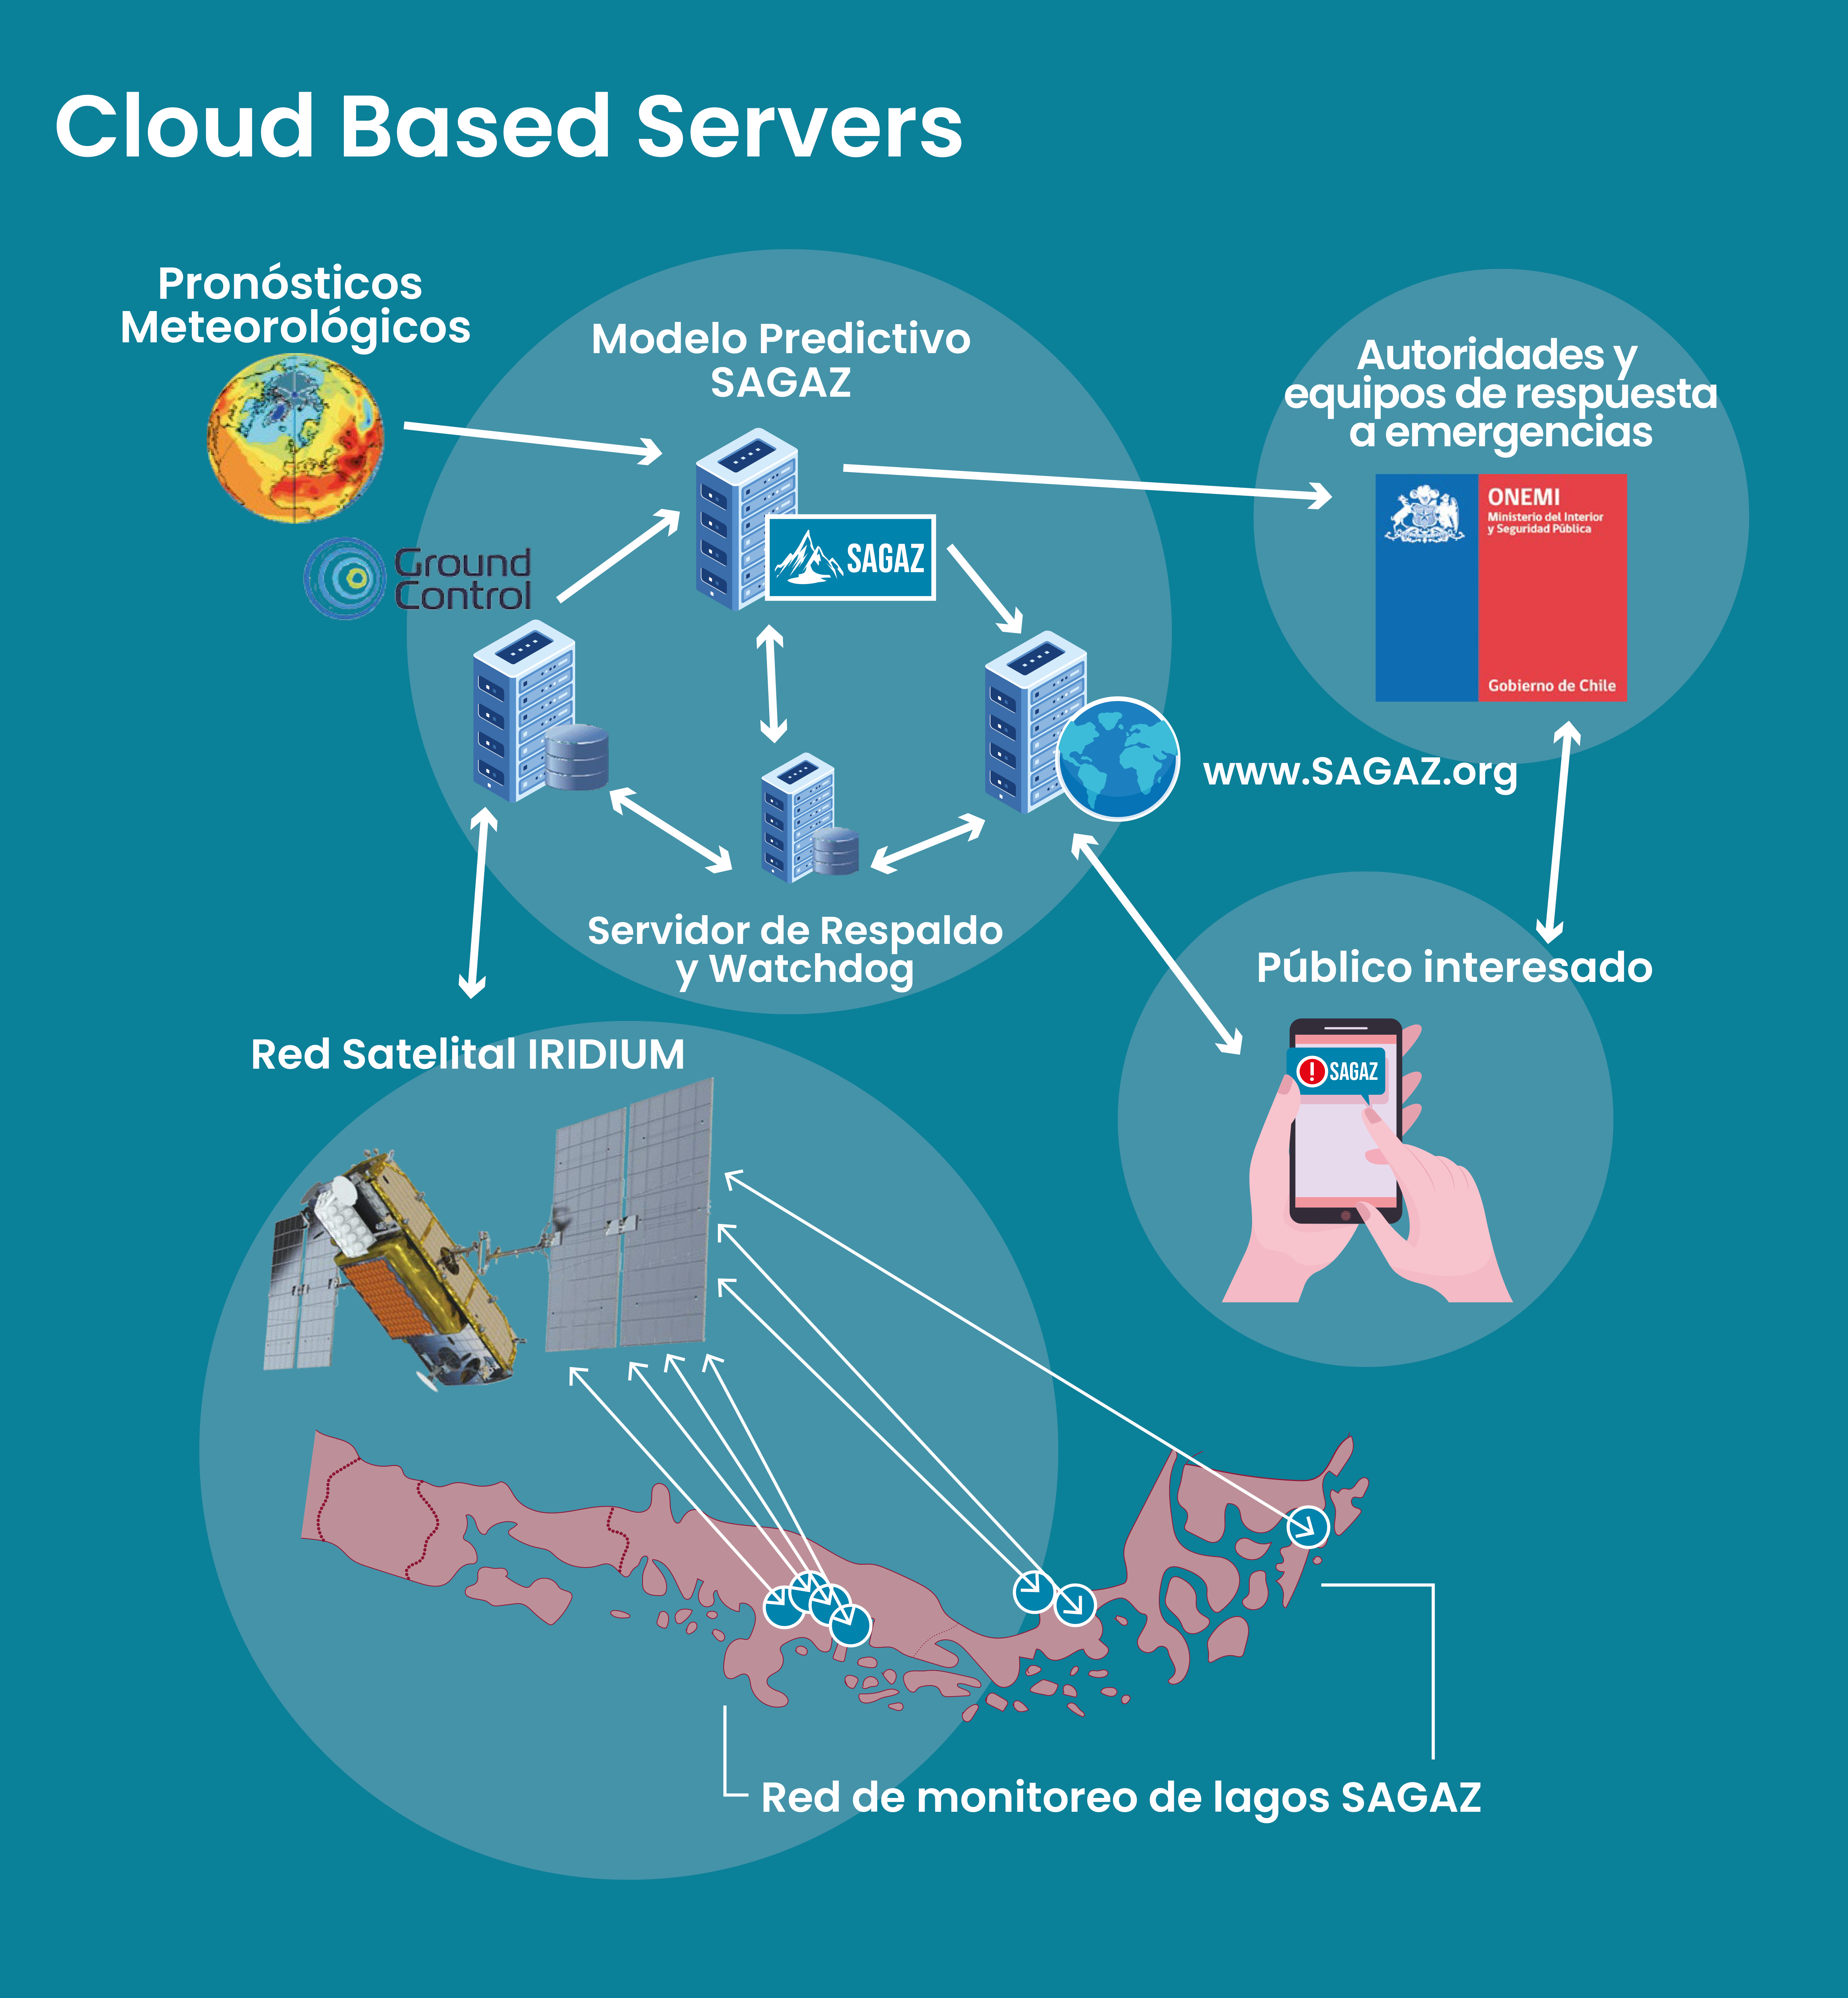 Cloud Based Servers
Pronósticos
Meteorológicos
Modelo Predictivo
SAGAZ
Autoridades y
equipos de respuesta
a emergencias
ONEMI
Ministerio del Interior
y Seguridad Pública
Gobierno de Chile
SAGAZ
Ground
Control
www.SAGAZ.org
Servidor de Respaldo
y Watchdog
Público interesado
! SAGAZ
Red Satelital IRIDIUM
Red de monitoreo de lagos SAGAZ